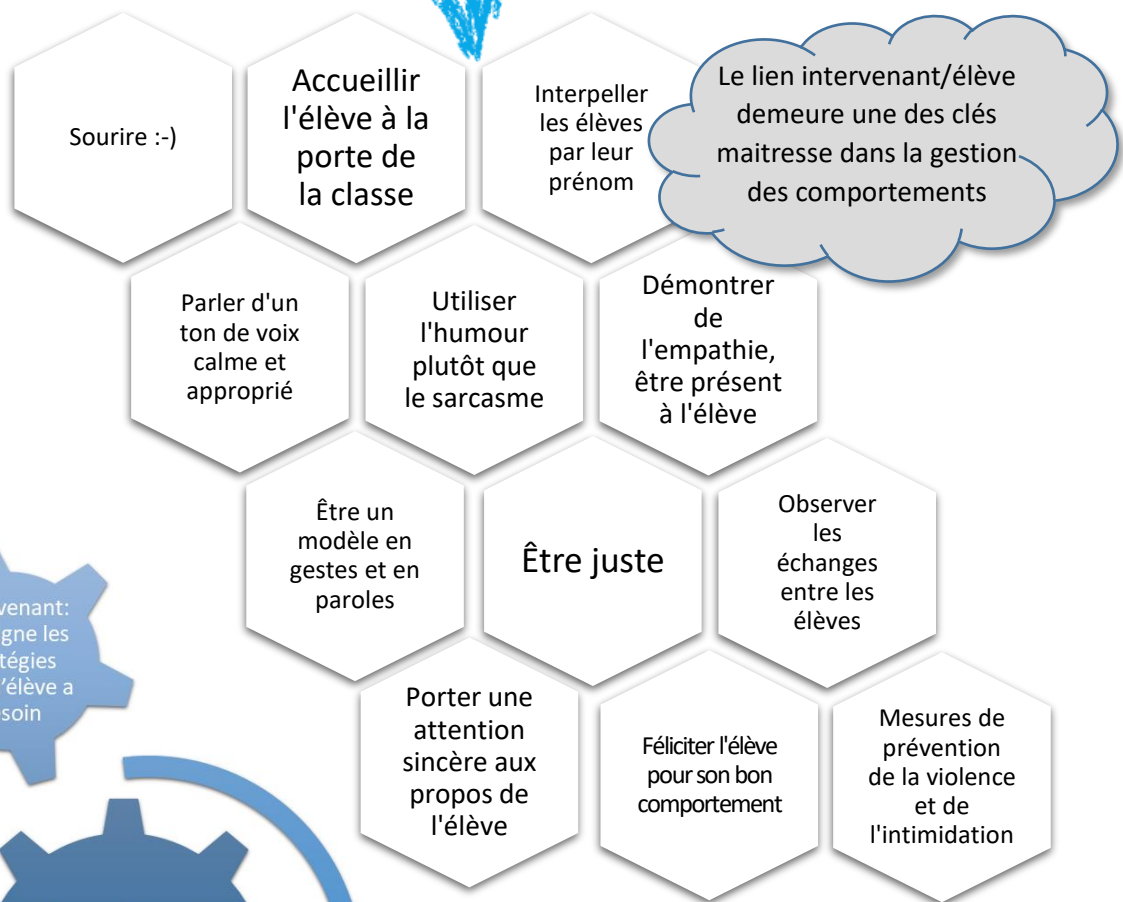 Sourire :-)
Accueillir
l'élève à la
porte de
la classe
Interpeller
les élèves
par leur
prénom
Le lien intervenant/élève
demeure une des clés
maitresse dans la gestion
des comportements
Parler d'un
ton de voix
calme et
approprié
Utiliser
l'humour
plutôt que
le sarcasme
Démontrer
de
l'empathie,
être présent
à l'élève
Être un
modèle en
gestes et en
paroles
Être juste
Observer
les
échanges
entre les
élèves
les
l'élève a
Porter une
attention
sincère aux
propos de
l'élève
Féliciter l'élève
pour son bon
comportement
Mesures de
prévention
de la violence
et de
l'intimidation